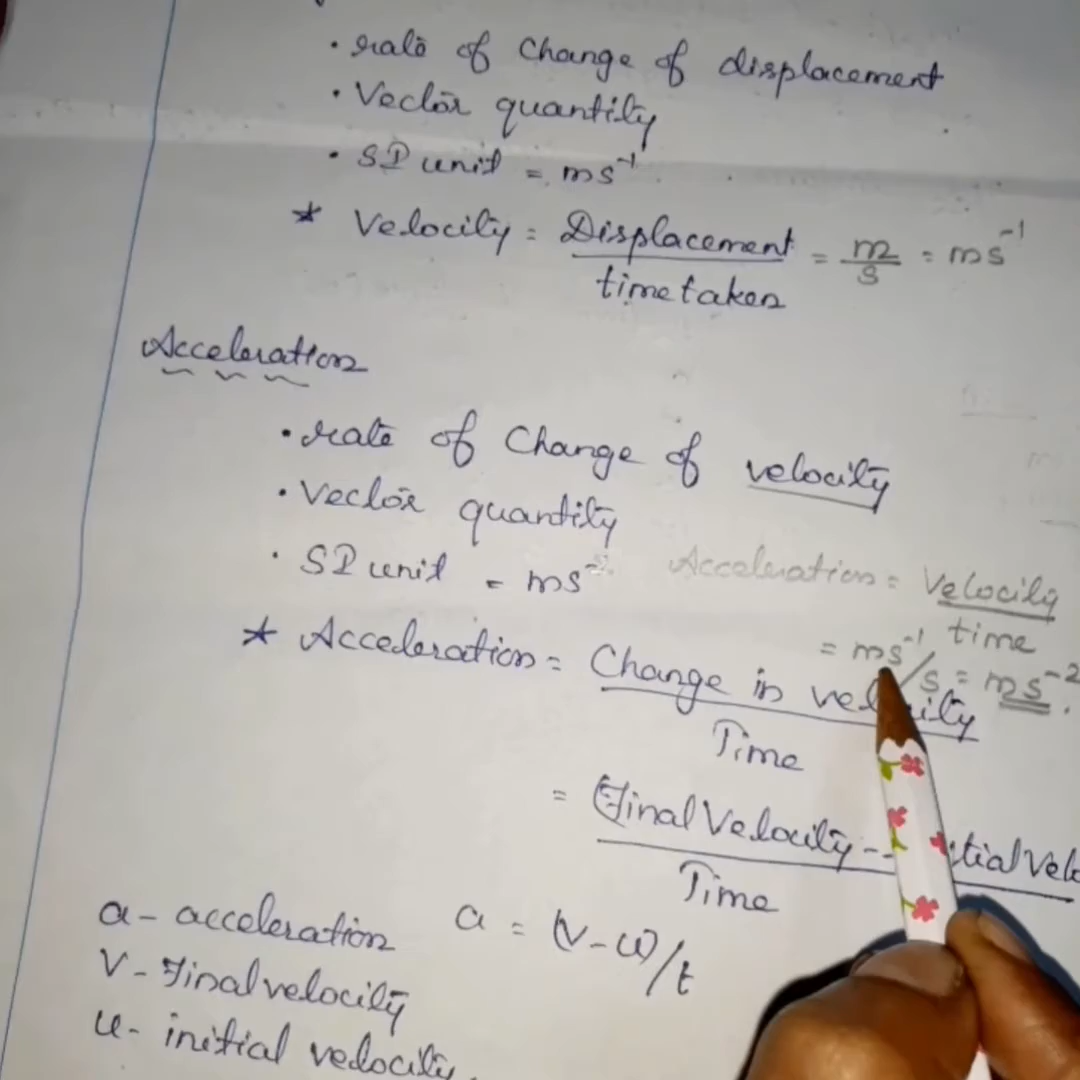 • rate of Change of displacement
• Vector quantity
• SI unit = ms⁻¹
* Velocity = Displacement / time taken = m/s = ms⁻¹
Acceleration
• rate of Change of velocity
• Vector quantity
• SI unit = ms⁻²
Acceleration = Velocity / time
= ms⁻¹/s = ms⁻².
* Acceleration = Change in velocity / Time
= Final Velocity - / Time
a - acceleration
a = (v-u)/t
V - Final velocity
u - initial velocity.